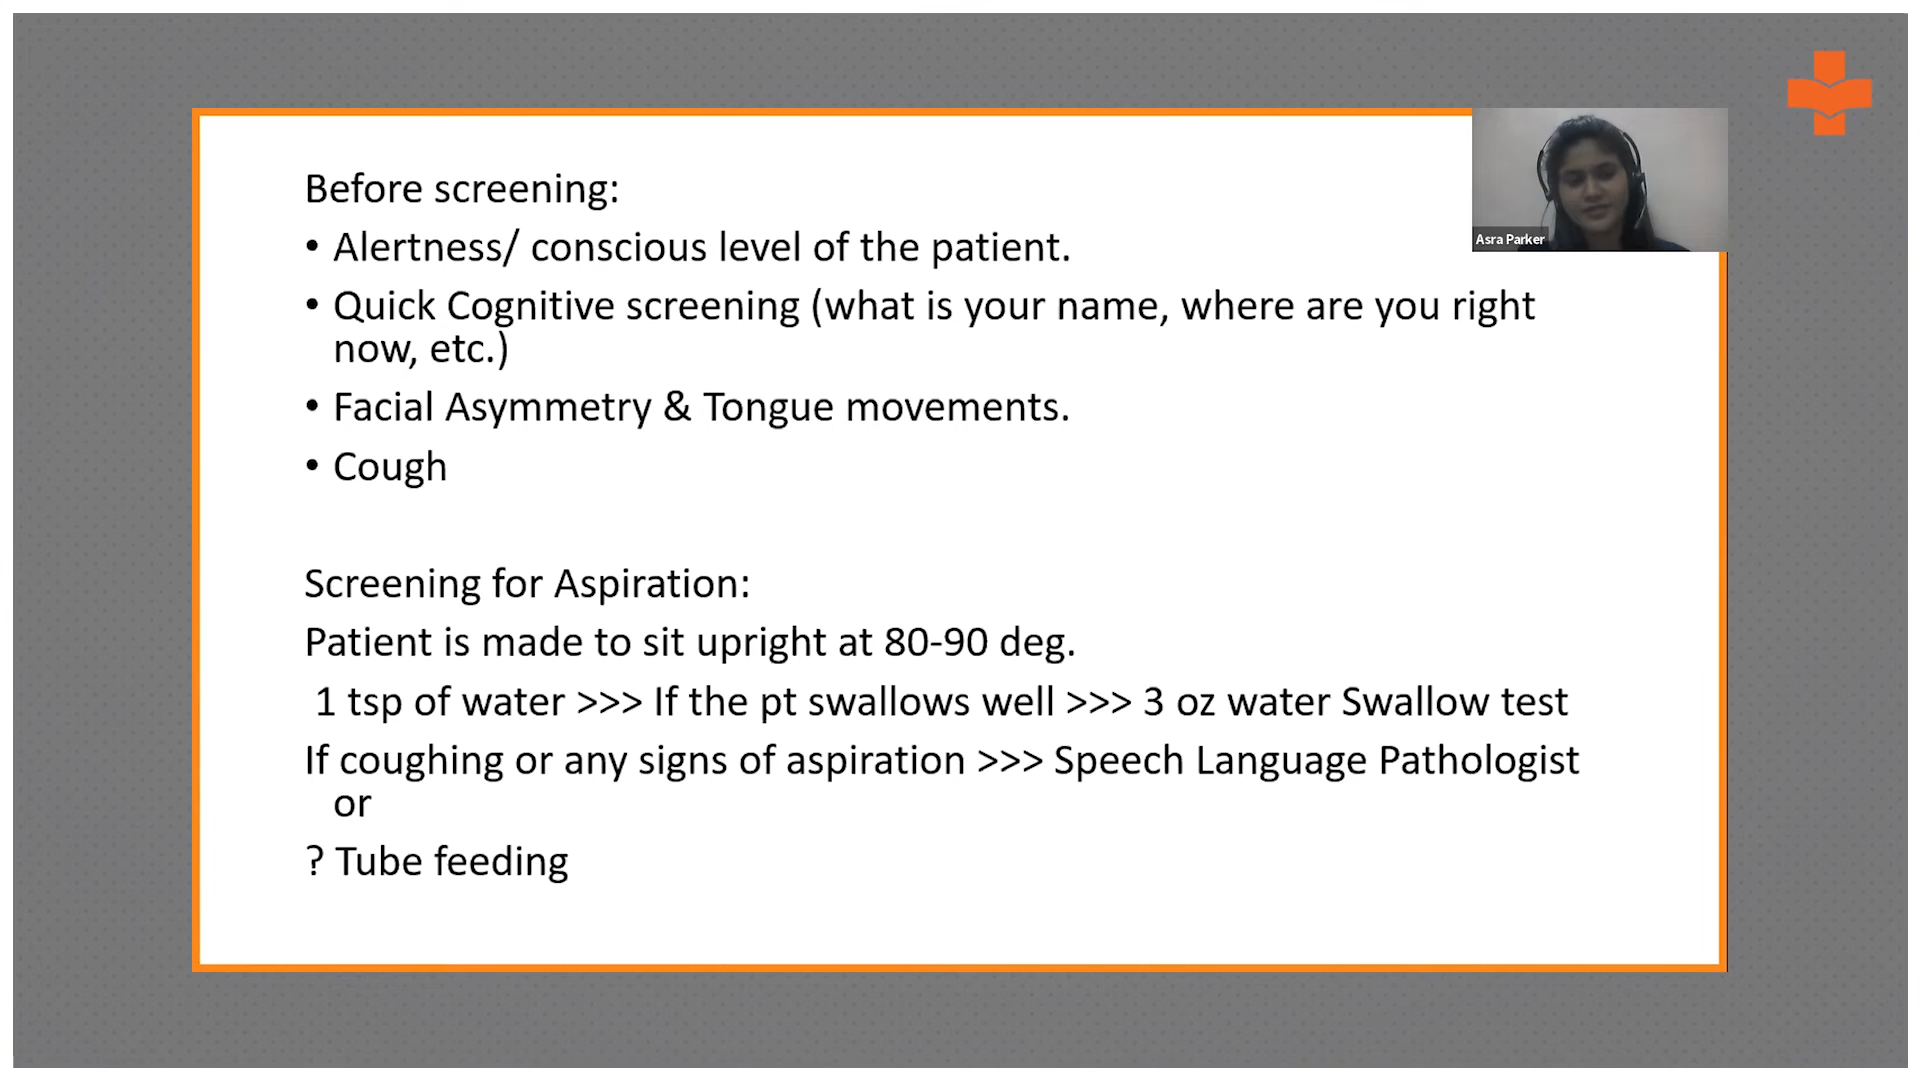 Before screening:
• Alertness/ conscious level of the patient.
• Quick Cognitive screening (what is your name, where are you right
now, etc.)
• Facial Asymmetry & Tongue movements.
• Cough
Screening for Aspiration:
Patient is made to sit upright at 80-90 deg.
1 tsp of water >>> If the pt swallows well >>> 3 oz water Swallow test
If coughing or any signs of aspiration >>> Speech Language Pathologist
or
? Tube feeding
Asra Parker